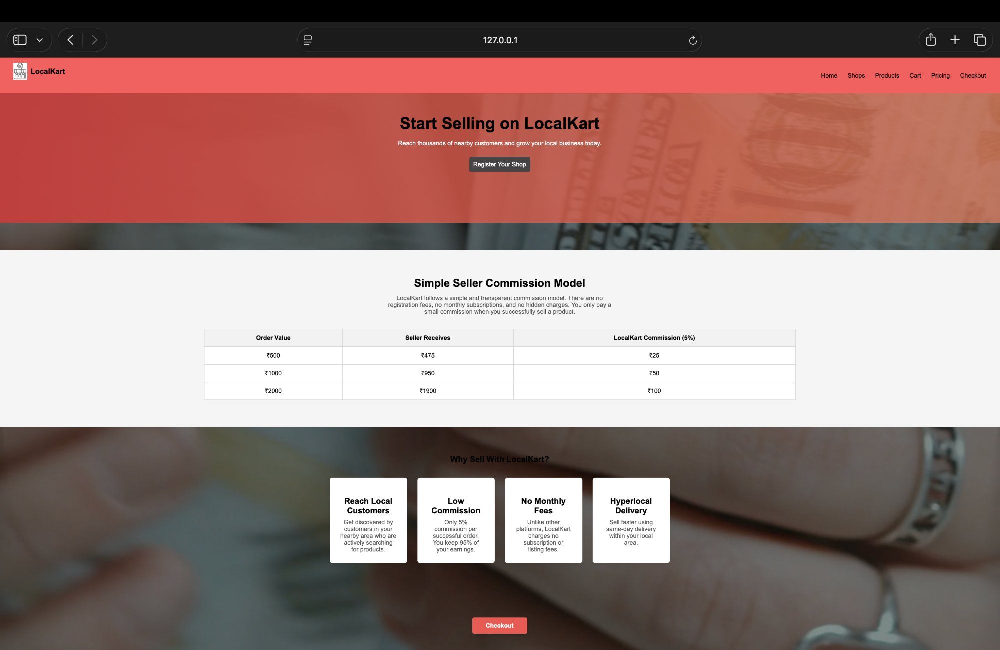 127.0.0.1
LocalKart
Home Shops Products Cart Pricing Checkout
Start Selling on LocalKart
Reach thousands of nearby customers and grow your local business today.
Register Your Shop
Simple Seller Commission Model
LocalKart follows a simple and transparent commission model. There are no
registration fees, no monthly subscriptions, and no hidden charges. You only pay a
small commission when you successfully sell a product.
Order Value Seller Receives LocalKart Commission (5%)
₹500 ₹475 ₹25
₹1000 ₹950 ₹50
₹2000 ₹1900 ₹100
Why Sell With LocalKart?
Reach Local
Customers
Get discovered by
customers in your
nearby area who are
actively searching
for products.
Low
Commission
Only 5%
commission per
successful order.
You keep 95% of
your earnings.
No Monthly
Fees
Unlike other
platforms, LocalKart
charges no
subscription or
listing fees.
Hyperlocal
Delivery
Sell faster using
same-day delivery
within your local
area.
Checkout